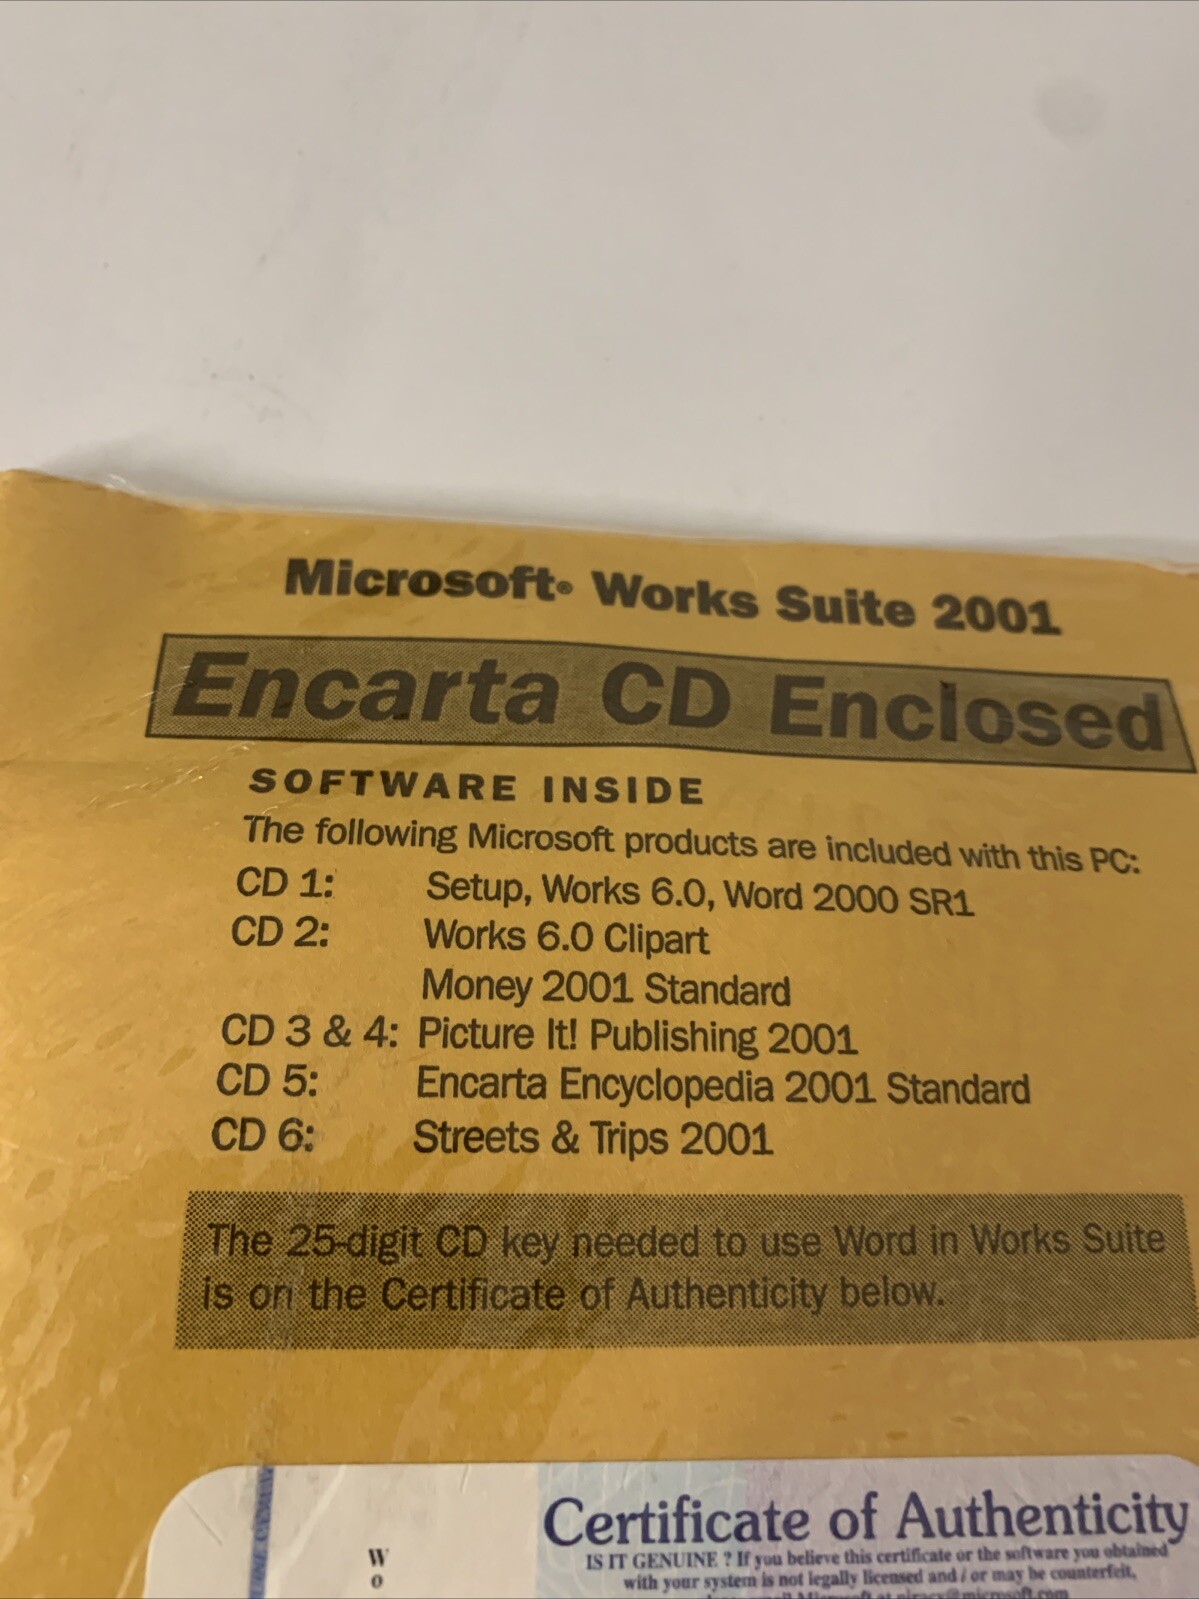 Microsoft® Works Suite 2001
Encarta CD Enclosed
SOFTWARE INSIDE
The following Microsoft products are included with this PC:
CD 1: Setup, Works 6.0, Word 2000 SR1
CD 2: Works 6.0 Clipart
Money 2001 Standard
CD 3 & 4: Picture It! Publishing 2001
CD 5: Encarta Encyclopedia 2001 Standard
CD 6: Streets & Trips 2001
The 25-digit CD key needed to use Word in Works Suite
is on the Certificate of Authenticity below.
Certificate of Authenticity
IS IT GENUINE ? If you believe this certificate or the software you obtained
with your system is not legally licensed and / or may be counterfeit,
Microsoft at piracy@microsoft.com
W
o